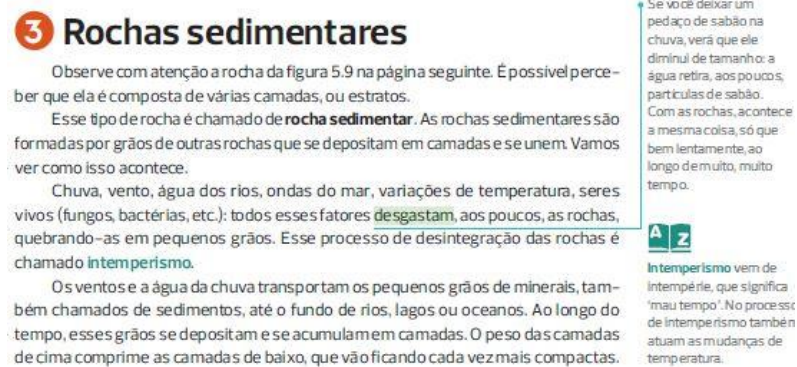 3 Rochas sedimentares
Observe com atenção a rocha da figura 5.9 na página seguinte. É possível perce-
ber que ela é composta de várias camadas, ou estratos.
Esse tipo de rocha é chamado de rocha sedimentar. As rochas sedimentares são
formadas por grãos de outras rochas que se depositam em camadas e se unem. Vamos
ver como isso acontece.
Chuva, vento, água dos rios, ondas do mar, variações de temperatura, seres
vivos (fungos, bactérias, etc.): todos esses fatores desgastam, aos poucos, as rochas,
quebrando-as em pequenos grãos. Esse processo de desintegração das rochas é
chamado intemperismo.
Os ventos e a água da chuva transportam os pequenos grãos de minerais, tam-
bém chamados de sedimentos, até o fundo de rios, lagos ou oceanos. Ao longo do
tempo, esses grãos se depositam e se acumulam em camadas. O peso das camadas
de cima comprime as camadas de baixo, que vão ficando cada vez mais compactas.
Se você deixar um
pedaço de sabão na
chuva, verá que ele
diminui de tamanho: a
água retira, aos poucos,
partículas de sabão.
Com as rochas, acontece
a mesma coisa, só que
bem lentamente, ao
longo de muito, muito
tempo.
A Z
Intemperismo vem de
intempérie, que significa
'mau tempo'. No processo
de intemperismo também
atuam as mudanças de
temperatura.